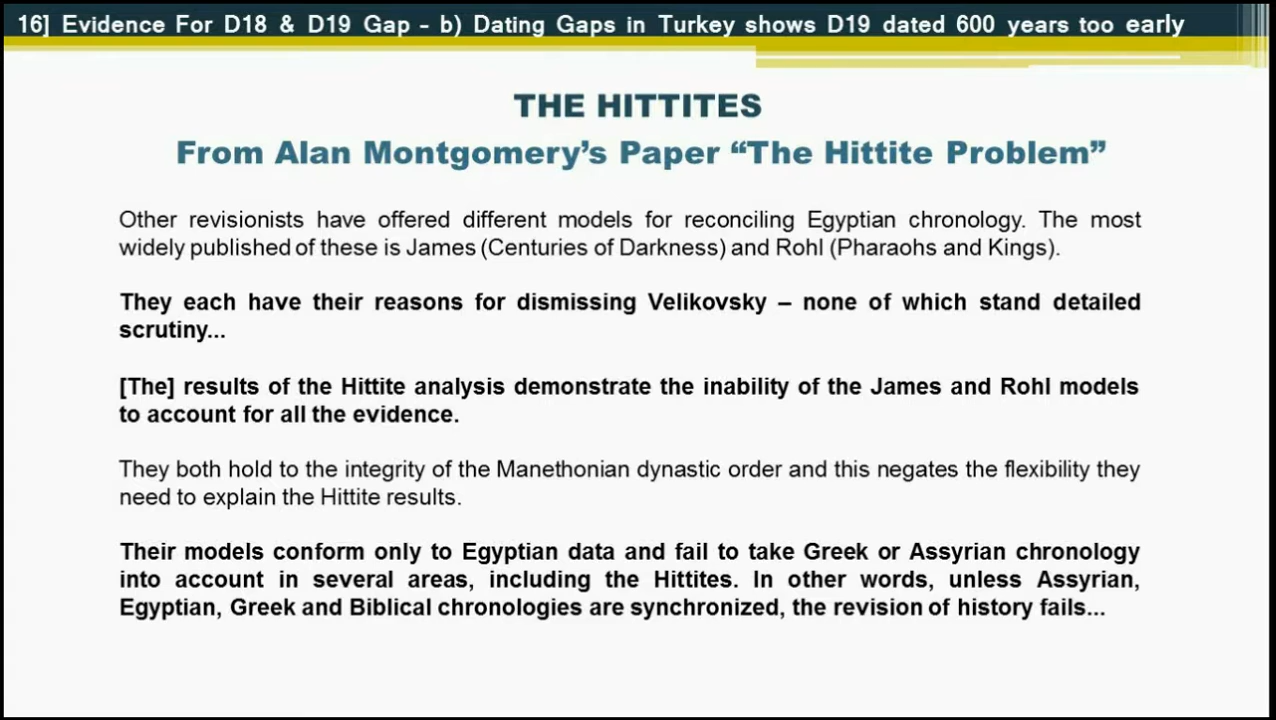 16] Evidence For D18 & D19 Gap – b) Dating Gaps in Turkey shows D19 dated 600 years too early
THE HITTITES
From Alan Montgomery’s Paper “The Hittite Problem”
Other revisionists have offered different models for reconciling Egyptian chronology. The most
widely published of these is James (Centuries of Darkness) and Rohl (Pharaohs and Kings).
They each have their reasons for dismissing Velikovsky – none of which stand detailed
scrutiny...
[The] results of the Hittite analysis demonstrate the inability of the James and Rohl models
to account for all the evidence.
They both hold to the integrity of the Manethonian dynastic order and this negates the flexibility they
need to explain the Hittite results.
Their models conform only to Egyptian data and fail to take Greek or Assyrian chronology
into account in several areas, including the Hittites. In other words, unless Assyrian,
Egyptian, Greek and Biblical chronologies are synchronized, the revision of history fails...